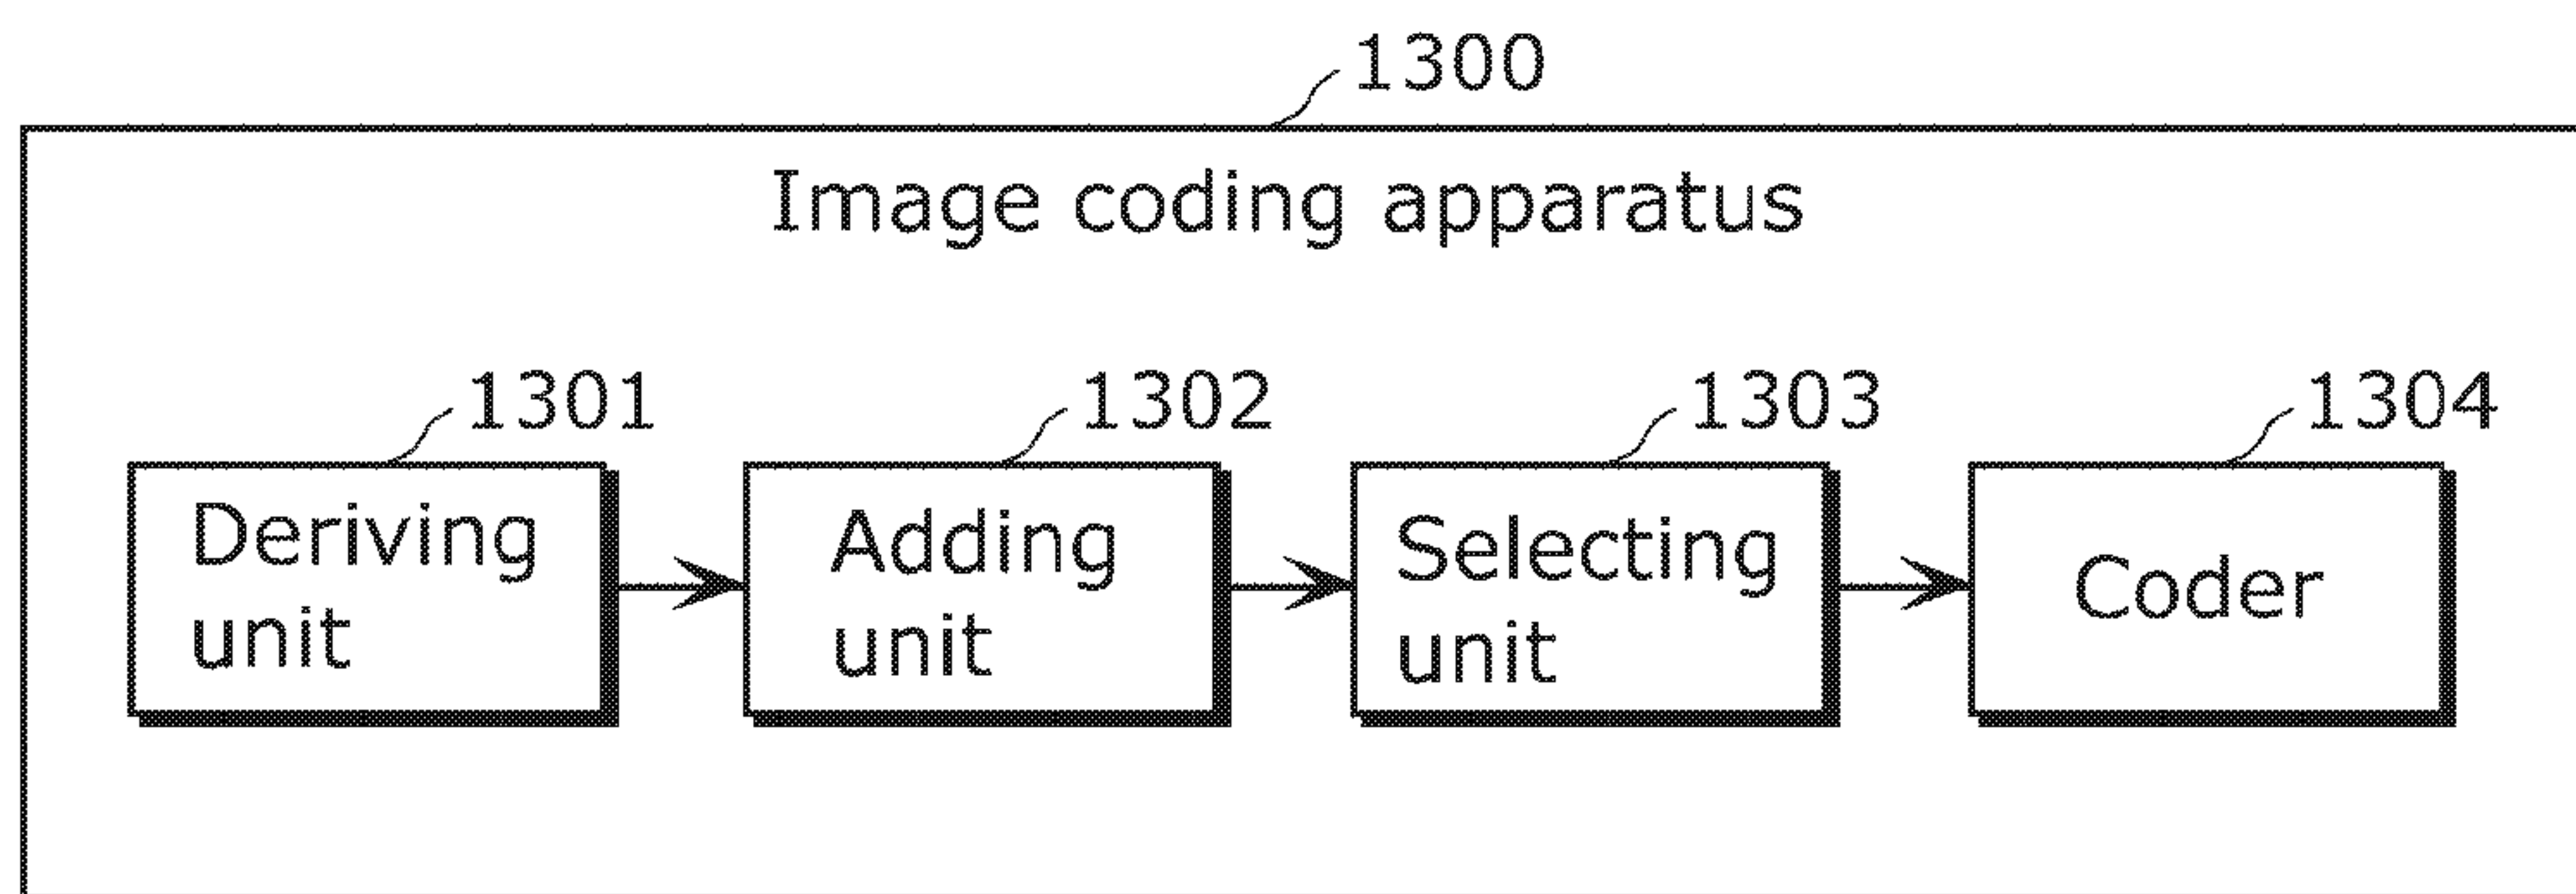 1300
Image coding apparatus
1301
1302
1303
1304
Deriving
unit
Adding
unit
Selecting
unit
Coder